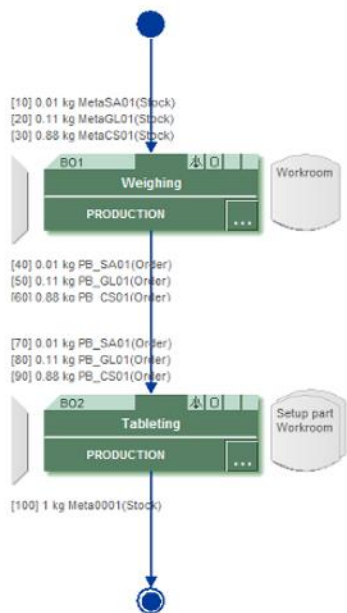 [10] 0.01 kg MetaSA01(Stock)
[20] 0.11 kg MetaGL01(Stock)
[30] 0.88 kg MetaCS01(Stock)
BO1
Weighing
PRODUCTION
...
Workroom
[40] 0.01 kg PB_SA01(Order)
[50] 0.11 kg PB_GL01(Order)
[60] 0.88 kg PB_CS01(Order)
[70] 0.01 kg PB_SA01(Order)
[80] 0.11 kg PB_GL01(Order)
[90] 0.88 kg PB_CS01(Order)
BO2
Tableting
PRODUCTION
...
Setup part
Workroom
[100] 1 kg Meta0001(Stock)